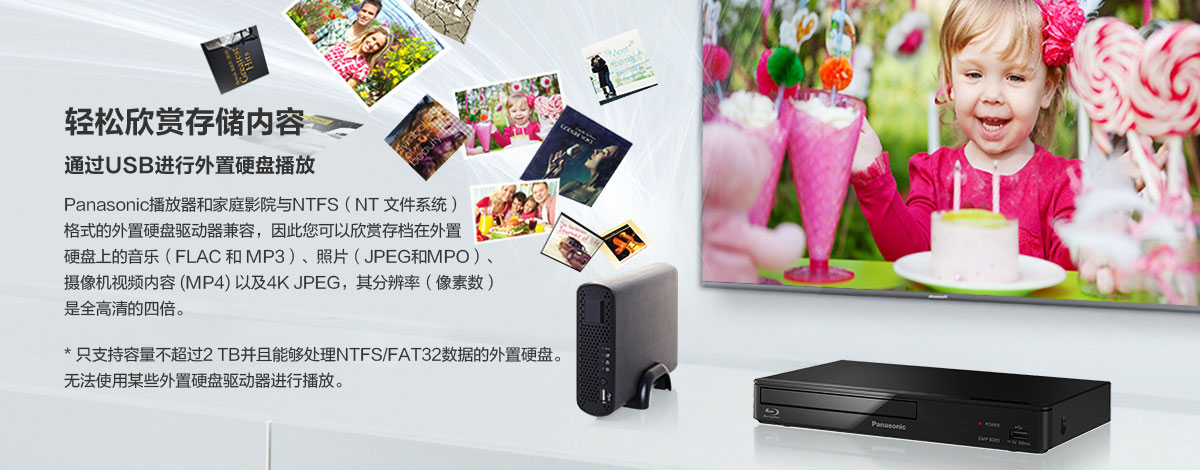 轻松欣赏存储内容
通过USB进行外置硬盘播放
Panasonic播放器和家庭影院与NTFS（NT 文件系统）
格式的外置硬盘驱动器兼容，因此您可以欣赏存档在外置
硬盘上的音乐（FLAC 和 MP3）、照片（JPEG和MPO）、
摄像机视频内容 (MP4) 以及4K JPEG，其分辨率（像素数）
是全高清的四倍。
* 只支持容量不超过2 TB并且能够处理NTFS/FAT32数据的外置硬盘。
无法使用某些外置硬盘驱动器进行播放。
Greatest
Hits
Panasonic
POWER